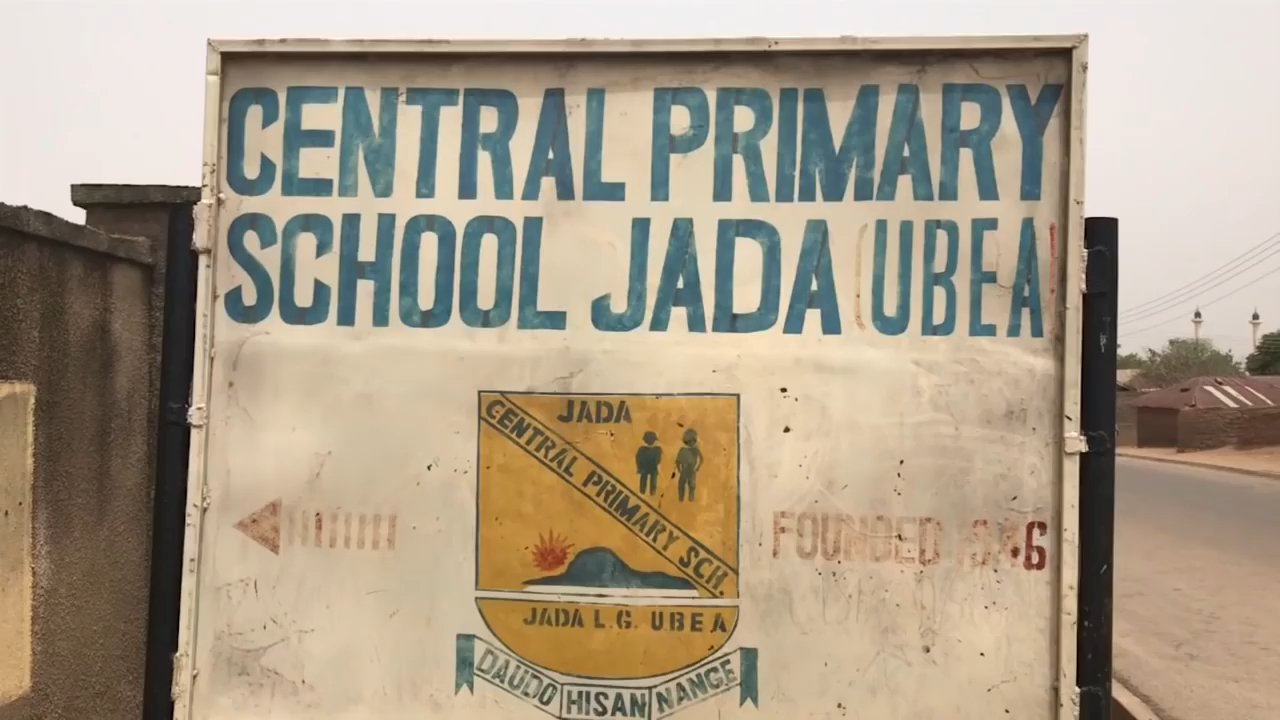 CENTRAL PRIMARY
SCHOOL JADA (UBEA)
JADA
CENTRAL PRIMARY SCH.
FOUNDED
JADA L.G. UBEA
DAUDO HISAN NANGE